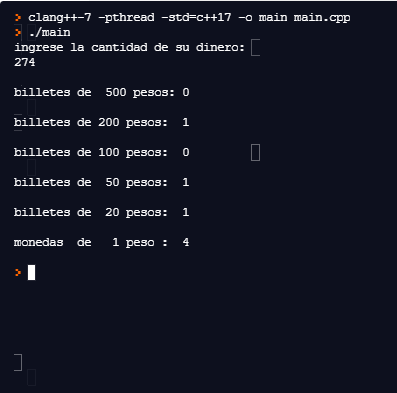 > clang++-7 -pthread -std=c++17 -o main main.cpp
> ./main
ingrese la cantidad de su dinero:
274
billetes de  500 pesos: 0
billetes de 200 pesos:  1
billetes de 100 pesos:  0
billetes de  50 pesos:  1
billetes de  20 pesos:  1
monedas  de   1 peso :  4
>